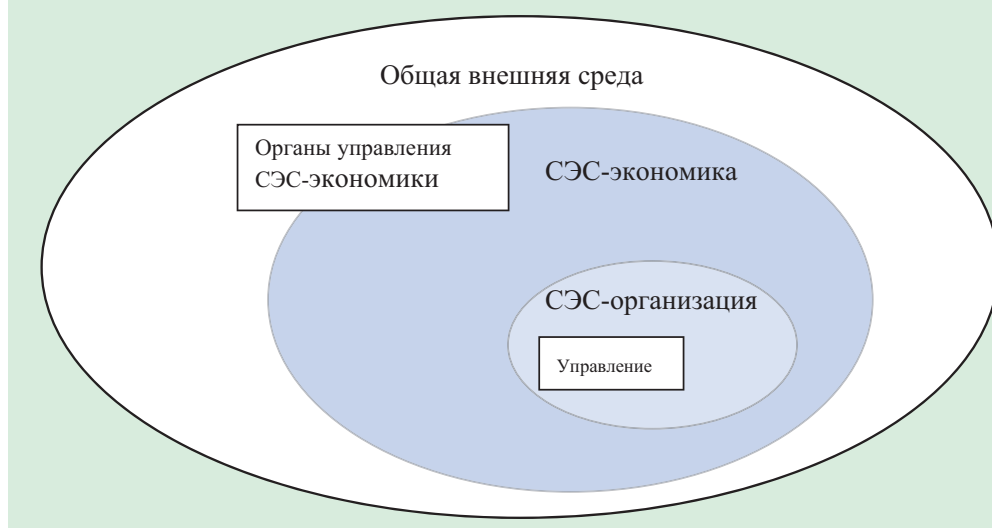 Общая внешняя среда
Органы управления
СЭС-экономики
СЭС-экономика
СЭС-организация
Управление